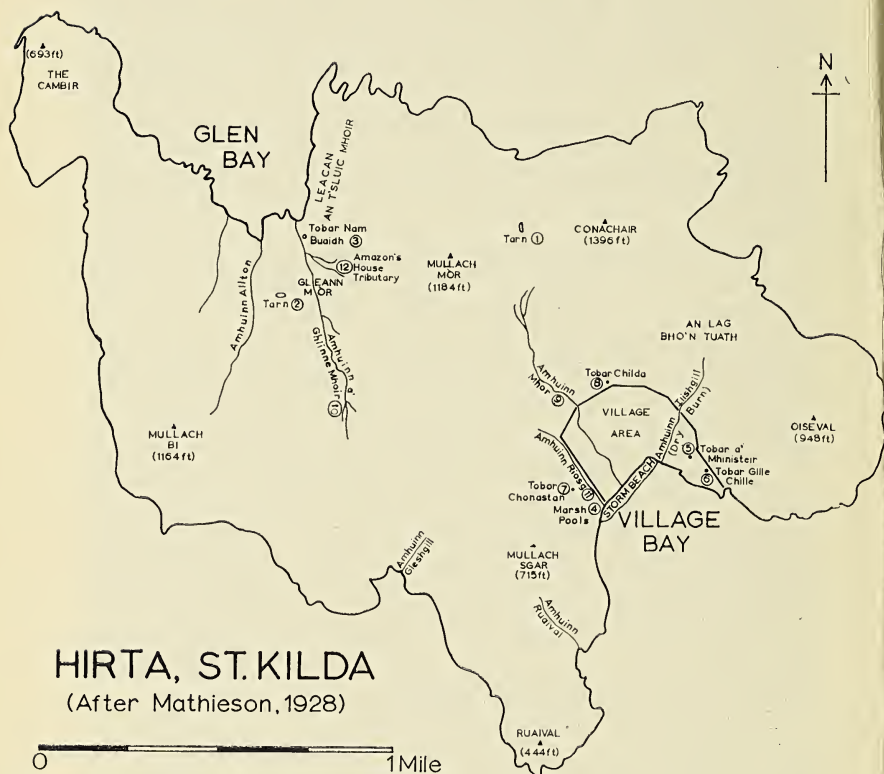 (693ft)
THE
CAMBIR
GLEN
BAY
LEACAN
AN T'SLUIC MHOIR
N
Tobar Nam
Buaidh ③
⑫ Amazon's
House
Tributary
GLEANN
MOR
Tarn ②
Amhuinn Allton
Amhuinn a'
Ghlinne Mhoir
⑩
MULLACH
MOR
(1184ft)
Tarn ①
CONACHAIR
(1396ft)
AN LAG
BHO'N TUATH
MULLACH
BI
(1164ft)
Tobar Childa
⑧
Amhuinn
Mhor ⑨
VILLAGE
AREA
Amhuinn Ilishgill
(Dry Burn)
OISEVAL
(948ft)
⑤ Tobar a'
Mhinisteir
⑥ Tobar Gille
Chille
Amhuinn Riasg ⑪
Tobar ⑦
Chonastan
Marsh ④
Pools
STORM BEACH
VILLAGE
BAY
MULLACH
SGAR
(715ft)
Amhuinn
Gleshgill
Amhuinn
Ruaival
RUAIVAL
(444ft)
HIRTA, ST. KILDA
(After Mathieson, 1928)
0 1 Mile